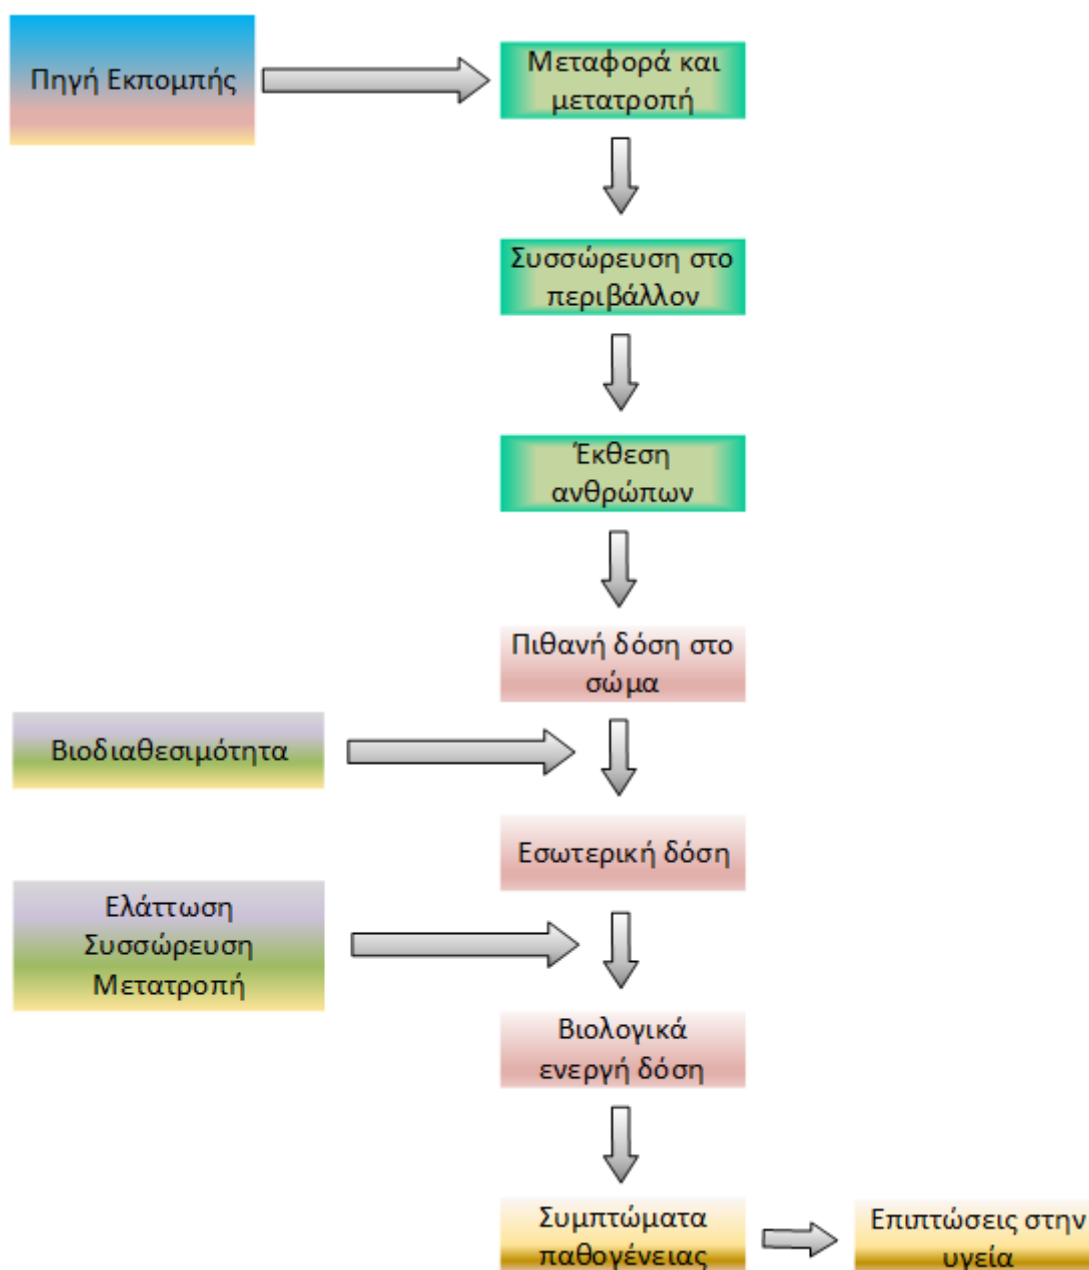 Πηγή Εκπομπής
Μεταφορά και
μετατροπή
Συσσώρευση στο
περιβάλλον
Έκθεση
ανθρώπων
Πιθανή δόση στο
σώμα
Βιοδιαθεσιμότητα
Εσωτερική δόση
Ελάττωση
Συσσώρευση
Μετατροπή
Βιολογικά
ενεργή δόση
Συμπτώματα
παθογένειας
Επιπτώσεις στην
υγεία